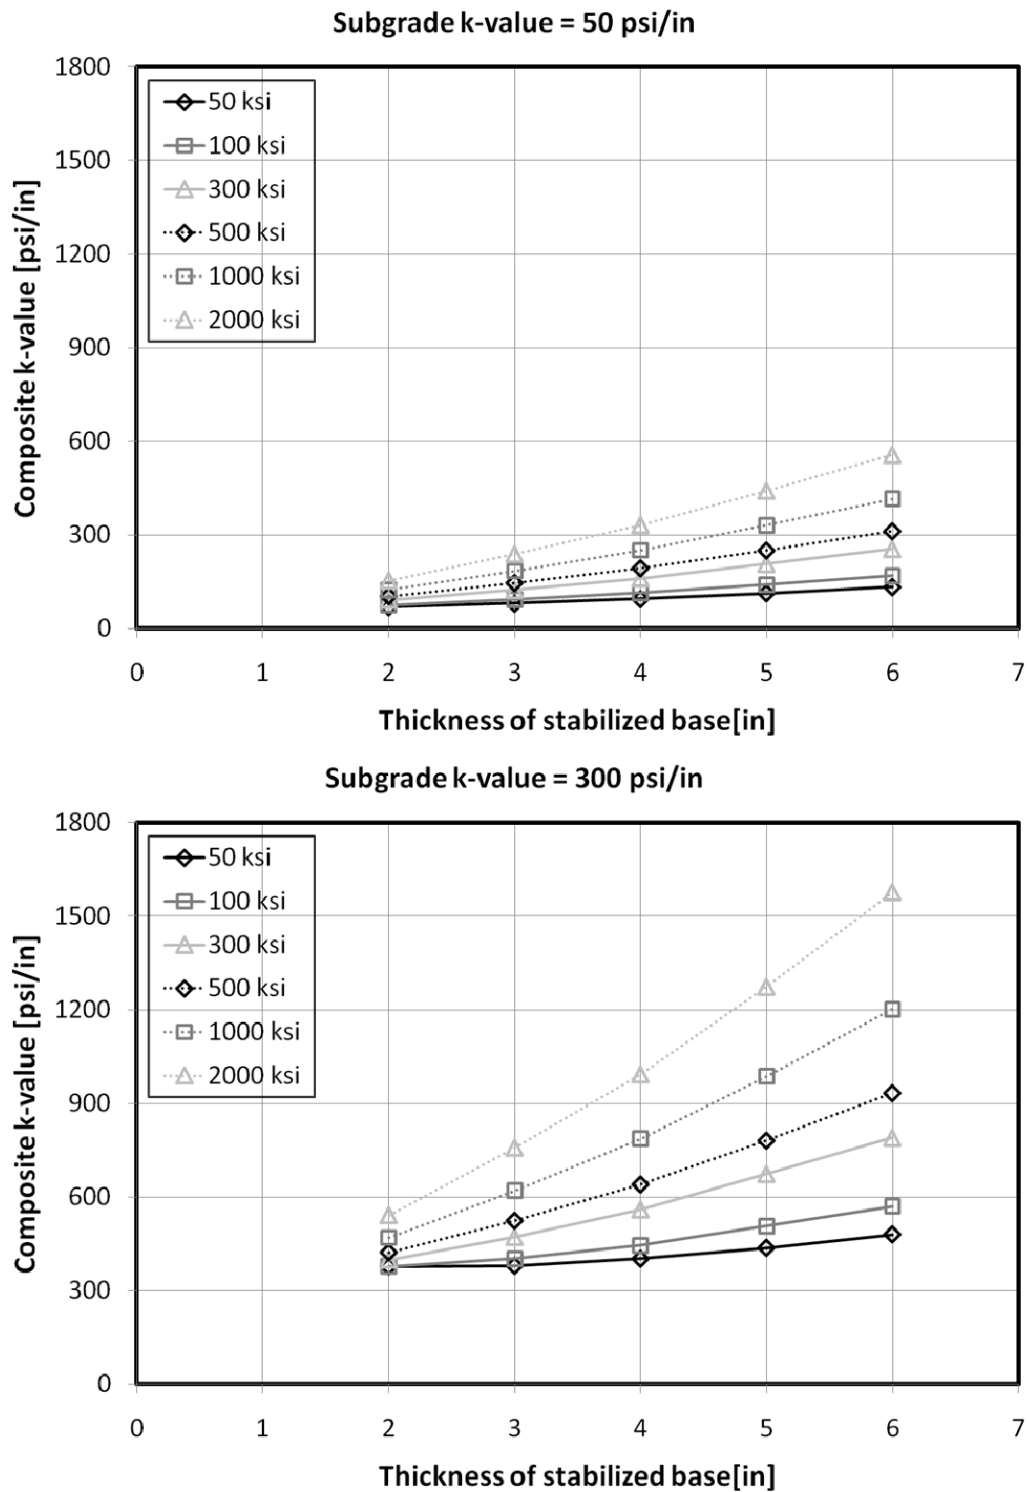 Subgrade k-value = 50 psi/in
1800
1500
1200
900
600
300
0
Composite k-value [psi/in]
50 ksi
100 ksi
300 ksi
500 ksi
1000 ksi
2000 ksi
0 1 2 3 4 5 6 7
Thickness of stabilized base[in]
Subgrade k-value = 300 psi/in
1800
1500
1200
900
600
300
0
Composite k-value [psi/in]
50 ksi
100 ksi
300 ksi
500 ksi
1000 ksi
2000 ksi
0 1 2 3 4 5 6 7
Thickness of stabilized base[in]